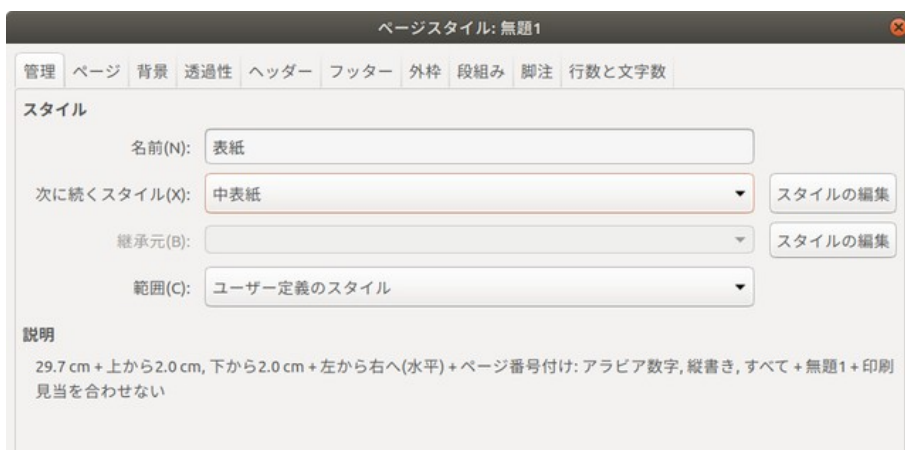 ページスタイル: 無題1
管理 ページ 背景 透過性 ヘッダー フッター 外枠 段組み 脚注 行数と文字数
スタイル
名前(N): 表紙
次に続くスタイル(X): 中表紙 スタイルの編集
継承元(B): スタイルの編集
範囲(C): ユーザー定義のスタイル
説明
29.7 cm + 上から2.0 cm, 下から2.0 cm + 左から右へ(水平) + ページ番号付け: アラビア数字, 縦書き, すべて + 無題1 + 印刷
見当を合わせない